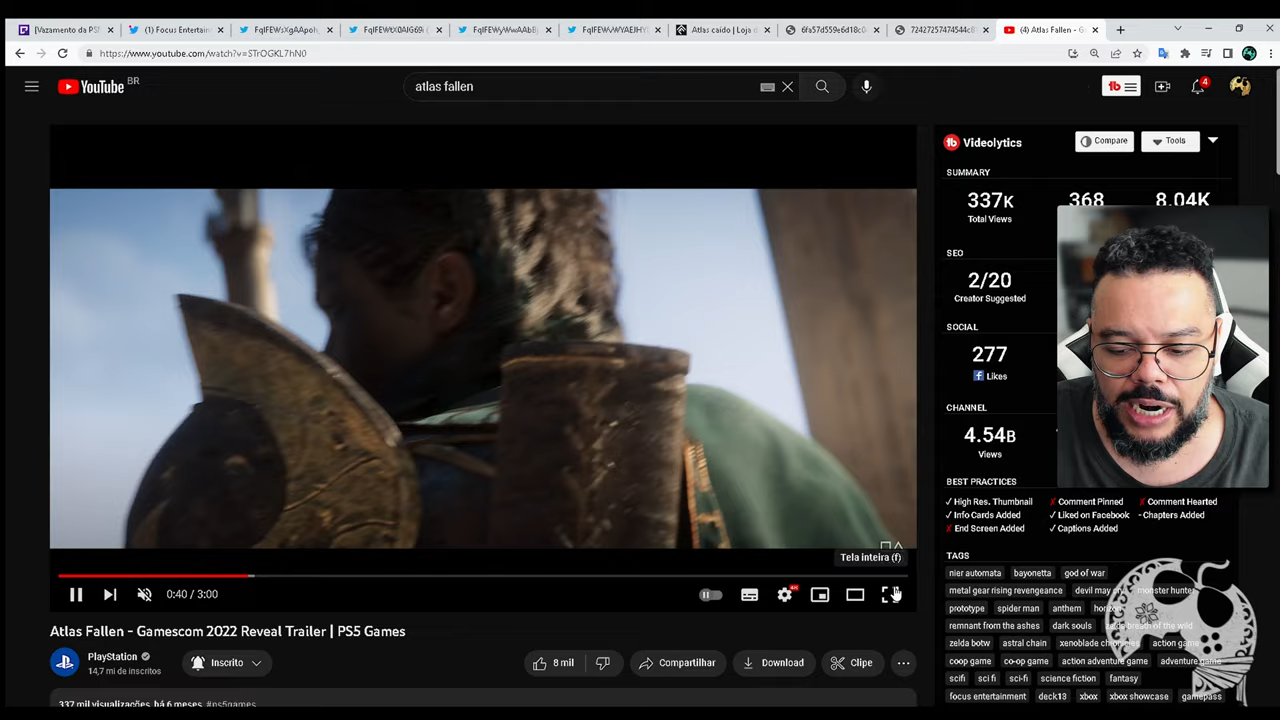 [Vazamento da PS
(1) Focus Entertain
FqIFEWsXgAApoh
FqIFEWtX0AIG69i
FqIFEWyWwAAbB
FqIFEWvWYAEJHY
Atlas caído | Loja d
6fa57d559e6d18c0
72427257474544c8
(4) Atlas Fallen - G
https://www.youtube.com/watch?v=STrOGKL7hN0
YouTube BR
atlas fallen
4
Videolytics
Compare
Tools
SUMMARY
337K 368 8.04K
Total Views
SEO
2/20
Creator Suggested
SOCIAL
277
Likes
CHANNEL
4.54B
Views
BEST PRACTICES
✓ High Res. Thumbnail ✗ Comment Pinned ✗ Comment Hearted
✓ Info Cards Added ✓ Liked on Facebook - Chapters Added
✗ End Screen Added ✓ Captions Added
TAGS
nier automata bayonetta god of war
metal gear rising revengeance devil may monster hunter
prototype spider man anthem
remnant from the ashes dark souls of the wild
zelda botw astral chain xenoblade chronicles action game
coop game co-op game action adventure game adventure game
scifi sci fi sci-fi science fiction fantasy
focus entertainment deck13 xbox xbox showcase gamepass
Tela inteira (f)
0:40 / 3:00
Atlas Fallen - Gamescom 2022 Reveal Trailer | PS5 Games
PlayStation
14,7 mi de inscritos
Inscrito
8 mil
Compartilhar
Download
Clipe
337 mil visualizações há 6 meses #ps5games